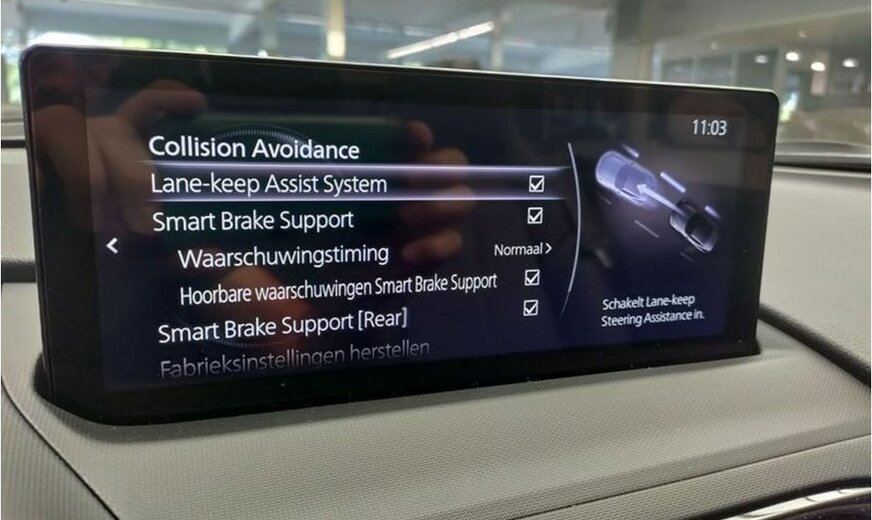 11:03
Collision Avoidance
Lane-keep Assist System
Smart Brake Support
Waarschuwingstiming Normaal >
Hoorbare waarschuwingen Smart Brake Support
Smart Brake Support [Rear]
Fabrieksinstellingen herstellen
Schakelt Lane-keep
Steering Assistance in.